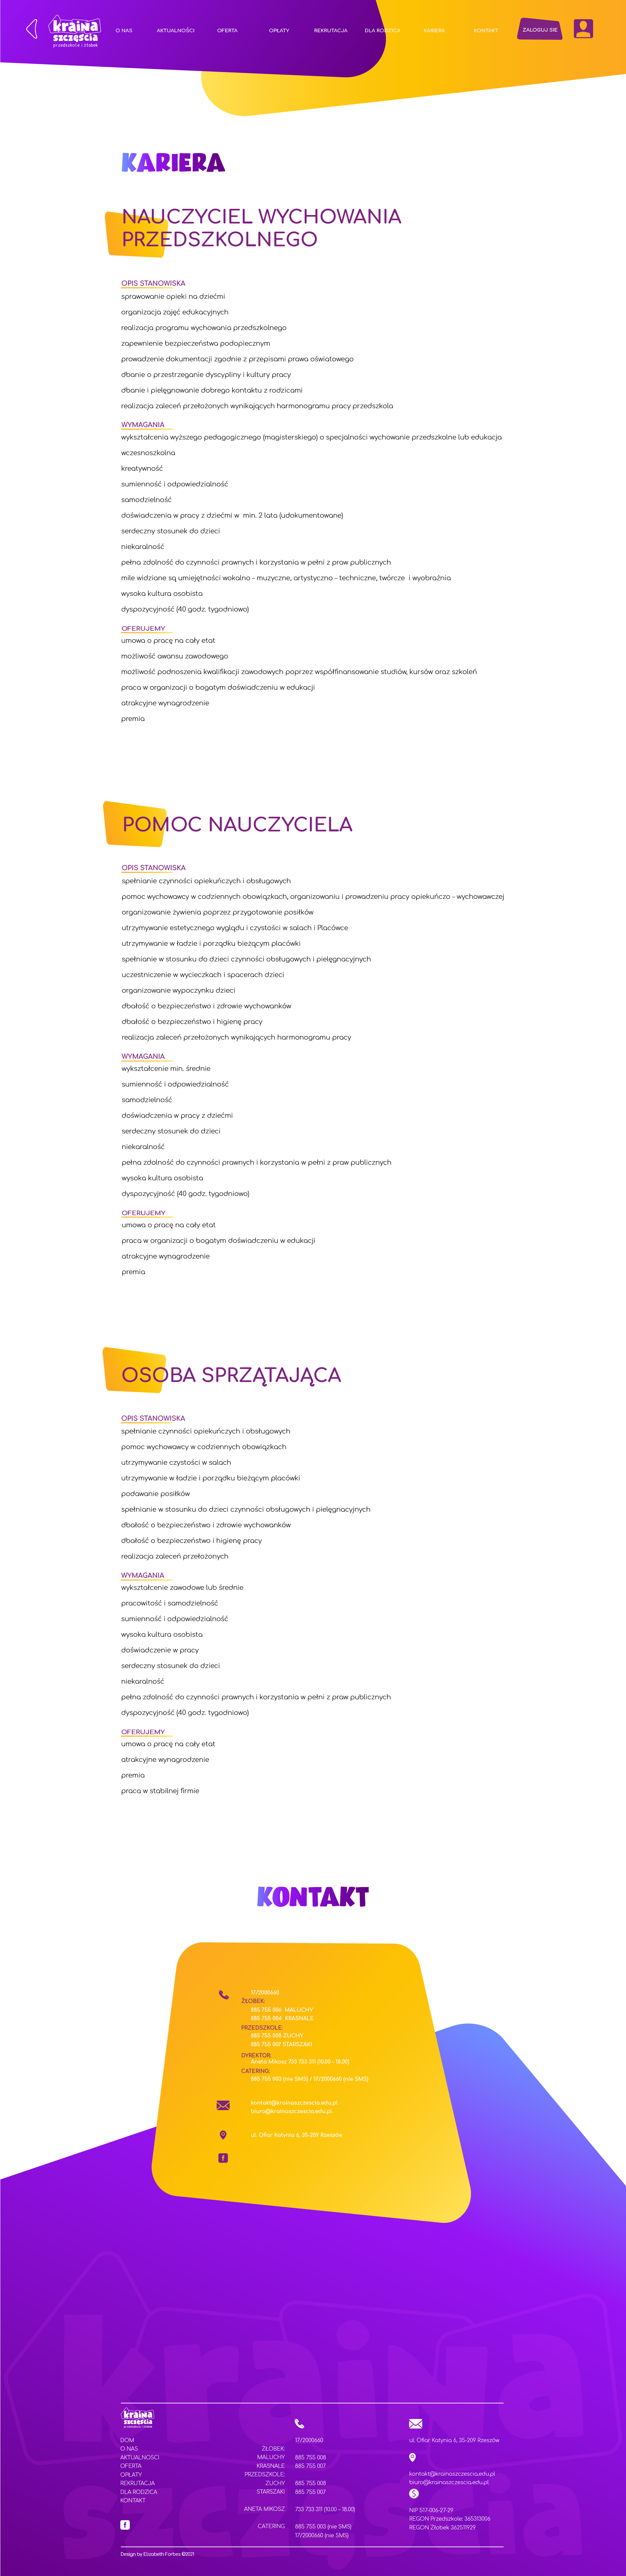 kraina
szczęścia
przedszkole i żłobek
O NAS
AKTUALNOŚCI
OFERTA
OPŁATY
REKRUTACJA
DLA RODZICA
KARIERA
KONTAKT
ZALOGUJ SIE
KARIERA
NAUCZYCIEL WYCHOWANIA
PRZEDSZKOLNEGO
OPIS STANOWISKA
sprawowanie opieki na dziećmi
organizacja zajęć edukacyjnych
realizacja programu wychowania przedszkolnego
zapewnienie bezpieczeństwa podopiecznym
prowadzenie dokumentacji zgodnie z przepisami prawa oświatowego
dbanie o przestrzeganie dyscypliny i kultury pracy
dbanie i pielęgnowanie dobrego kontaktu z rodzicami
realizacja zaleceń przełożonych wynikających harmonogramu pracy przedszkola
WYMAGANIA
wykształcenia wyższego pedagogicznego (magisterskiego) o specjalności wychowanie przedszkolne lub edukacja
wczesnoszkolna
kreatywność
sumienność i odpowiedzialność
samodzielność
doświadczenia w pracy z dziećmi w min. 2 lata (udokumentowane)
serdeczny stosunek do dzieci
niekaralność
pełna zdolność do czynności prawnych i korzystania w pełni z praw publicznych
mile widziane są umiejętności wokalno – muzyczne, artystyczno – techniczne, twórcze i wyobraźnia
wysoka kultura osobista
dyspozycyjność (40 godz. tygodniowo)
OFERUJEMY
umowa o pracę na cały etat
możliwość awansu zawodowego
możliwość podnoszenia kwalifikacji zawodowych poprzez współfinansowanie studiów, kursów oraz szkoleń
praca w organizacji o bogatym doświadczeniu w edukacji
atrakcyjne wynagrodzenie
premia
POMOC NAUCZYCIELA
OPIS STANOWISKA
spełnianie czynności opiekuńczych i obsługowych
pomoc wychowawcy w codziennych obowiązkach, organizowaniu i prowadzeniu pracy opiekuńczo – wychowawczej
organizowanie żywienia poprzez przygotowanie posiłków
utrzymywanie estetycznego wyglądu i czystości w salach i Placówce
utrzymywanie w ładzie i porządku bieżącym placówki
spełnianie w stosunku do dzieci czynności obsługowych i pielęgnacyjnych
uczestniczenie w wycieczkach i spacerach dzieci
organizowanie wypoczynku dzieci
dbałość o bezpieczeństwo i zdrowie wychowanków
dbałość o bezpieczeństwo i higienę pracy
realizacja zaleceń przełożonych wynikających harmonogramu pracy
WYMAGANIA
wykształcenie min. średnie
sumienność i odpowiedzialność
samodzielność
doświadczenia w pracy z dziećmi
serdeczny stosunek do dzieci
niekaralność
pełna zdolność do czynności prawnych i korzystania w pełni z praw publicznych
wysoka kultura osobista
dyspozycyjność (40 godz. tygodniowo)
OFERUJEMY
umowa o pracę na cały etat
praca w organizacji o bogatym doświadczeniu w edukacji
atrakcyjne wynagrodzenie
premia
OSOBA SPRZĄTAJĄCA
OPIS STANOWISKA
spełnianie czynności opiekuńczych i obsługowych
pomoc wychowawcy w codziennych obowiązkach
utrzymywanie czystości w salach
utrzymywanie w ładzie i porządku bieżącym placówki
podawanie posiłków
spełnianie w stosunku do dzieci czynności obsługowych i pielęgnacyjnych
dbałość o bezpieczeństwo i zdrowie wychowanków
dbałość o bezpieczeństwo i higienę pracy
realizacja zaleceń przełożonych
WYMAGANIA
wykształcenie zawodowe lub średnie
pracowitość i samodzielność
sumienność i odpowiedzialność
wysoka kultura osobista
doświadczenie w pracy
serdeczny stosunek do dzieci
niekaralność
pełna zdolność do czynności prawnych i korzystania w pełni z praw publicznych
dyspozycyjność (40 godz. tygodniowo)
OFERUJEMY
umowa o pracę na cały etat
atrakcyjne wynagrodzenie
premia
praca w stabilnej firmie
KONTAKT
17/2000660
ŻŁOBEK:
885 755 006 MALUCHY
885 755 004 KRASNALE
PRZEDSZKOLE:
885 755 008 ZUCHY
885 755 007 STARSZAKI
DYREKTOR:
Aneta Mikosz 733 733 311 (10.00 – 18.00)
CATERING:
885 755 003 (nie SMS) / 17/2000660 (nie SMS)
kontakt@krainaszczescia.edu.pl
biuro@krainaszczescia.edu.pl
ul. Ofiar Katynia 6, 35-209 Rzeszów
kraina
szczęścia
DOM
O NAS
AKTUALNOSCI
OFERTA
OPŁATY
REKRUTACJA
DLA RODZICA
KONTAKT
17/2000660
ŻŁOBEK:
MALUCHY 885 755 008
KRASNALE 885 755 007
PRZEDSZKOLE:
ZUCHY 885 755 008
STARSZAKI 885 755 007
ANETA MIKOSZ 733 733 311 (10.00 – 18.00)
CATERING 885 755 003 (nie SMS)
17/2000660 (nie SMS)
ul. Ofiar Katynia 6, 35-209 Rzeszów
kontakt@krainaszczescia.edu.pl
biuro@krainaszczescia.edu.pl
NIP 517-006-27-29
REGON Przedszkole: 365313006
REGON Żłobek 362511929
Design by Elizabeth Forbes ©2021